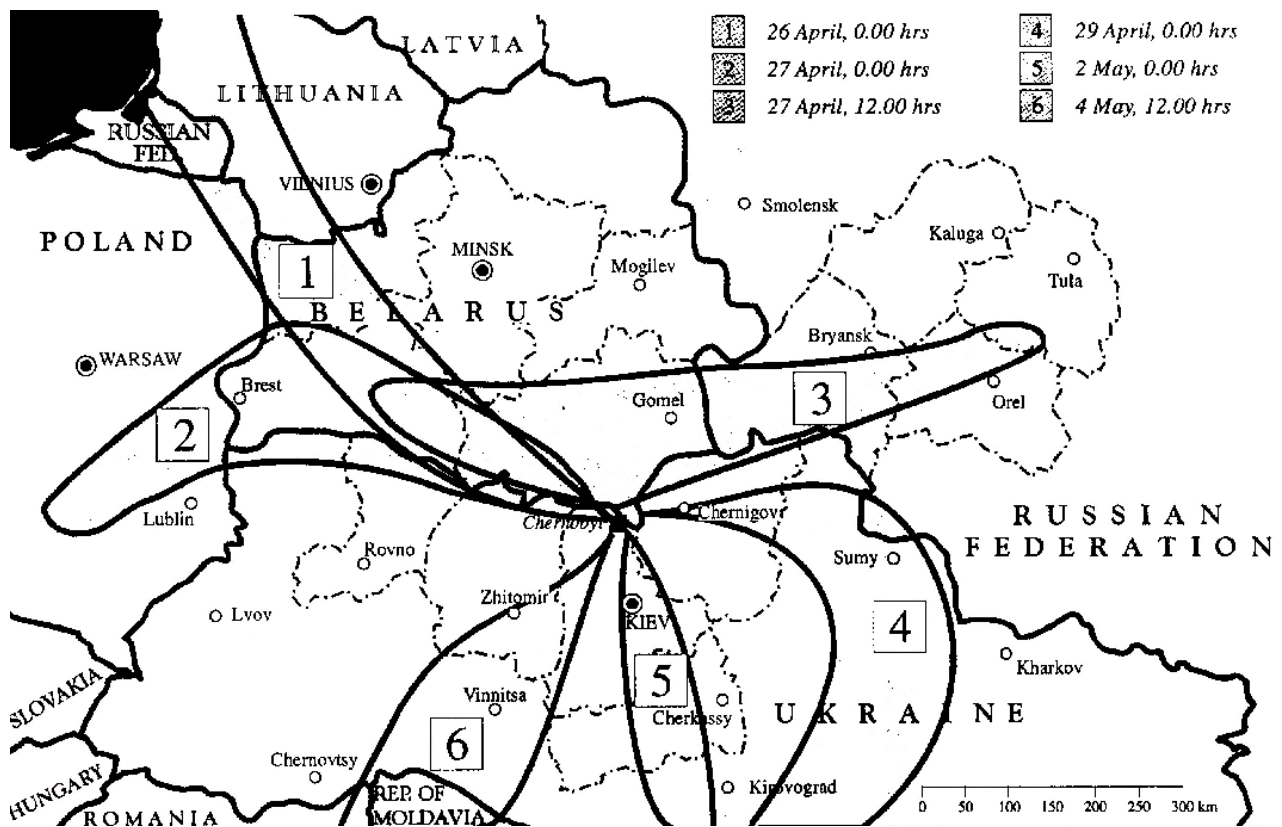 1 26 April, 0.00 hrs
2 27 April, 0.00 hrs
3 27 April, 12.00 hrs
4 29 April, 0.00 hrs
5 2 May, 0.00 hrs
6 4 May, 12.00 hrs
LATVIA
LITHUANIA
RUSSIAN
FED.
VILNIUS
Smolensk
Kaluga
Tula
POLAND
MINSK
Mogilev
1
BELARUS
Bryansk
WARSAW
Brest
Gomel
3
Orel
2
Lublin
Chernobyl
Chernigov
RUSSIAN
FEDERATION
Rovno
Sumy
Zhitomir
KIEV
Lvov
4
Kharkov
SLOVAKIA
5
Vinnitsa
Cherkassy
UKRAINE
6
Chernovtsy
HUNGARY
REP. OF
MOLDAVIA
Kirovograd
ROMANIA
0 50 100 150 200 300 km